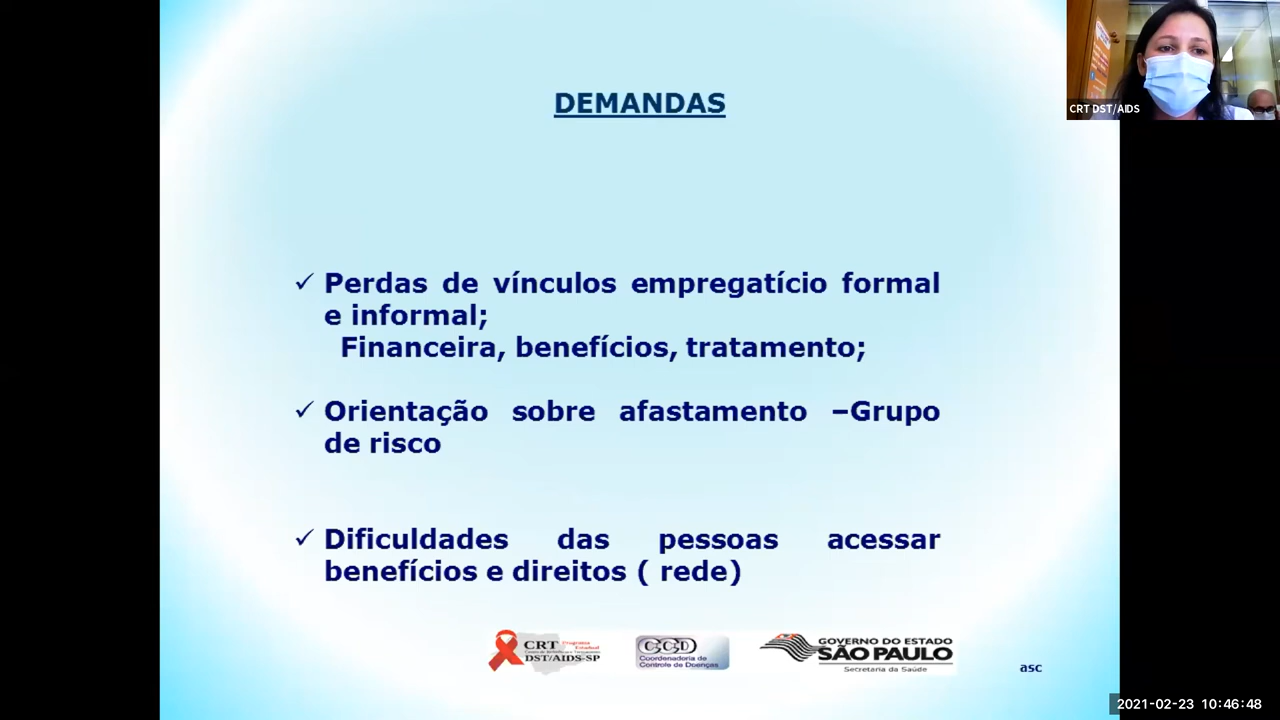 DEMANDAS
CRT DST/AIDS
✓ Perdas de vínculos empregatício formal
e informal;
Financeira, benefícios, tratamento;
✓ Orientação sobre afastamento –Grupo
de risco
✓ Dificuldades das pessoas acessar
benefícios e direitos ( rede)
CRT Programa Estadual
DST/AIDS-SP
CCD
Coordenadoria de
Controle de Doenças
GOVERNO DO ESTADO
SÃO PAULO
Secretaria da Saúde
asc
2021-02-23 10:46:48